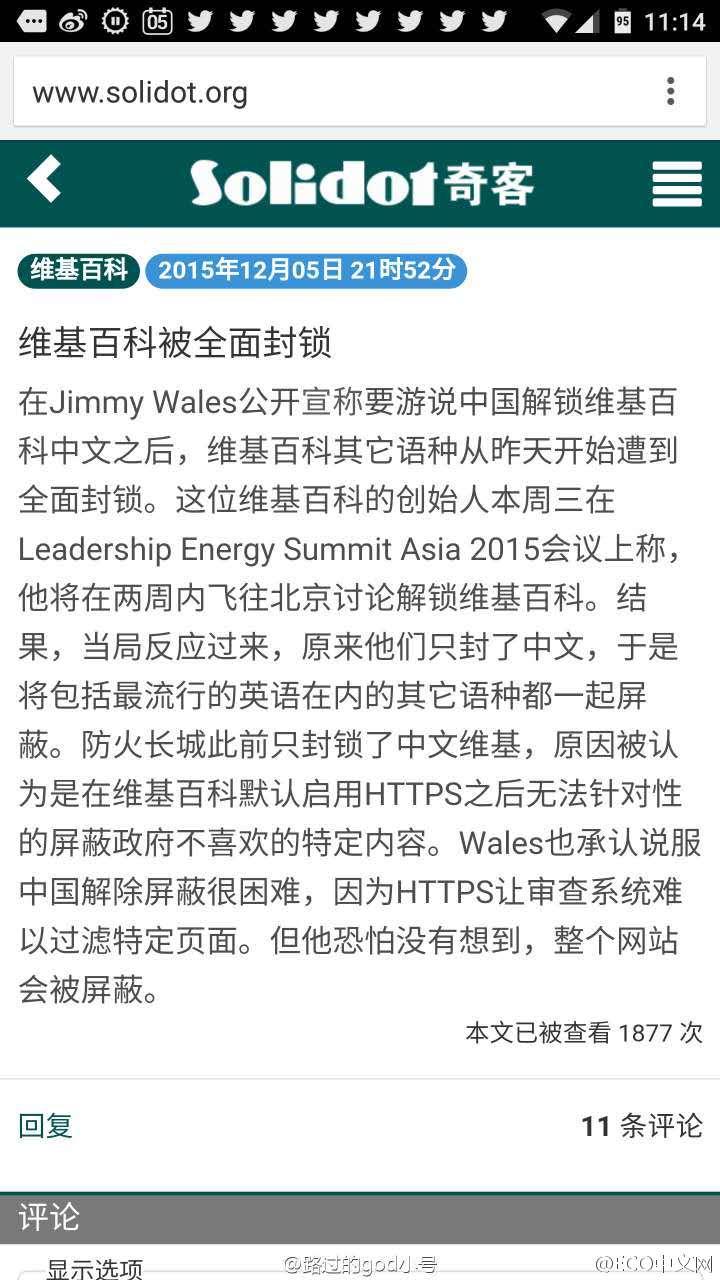 05
95
11:14
www.solidot.org
Solidot奇客
维基百科 2015年12月05日 21时52分
维基百科被全面封锁
在Jimmy Wales公开宣称要游说中国解锁维基百
科中文之后，维基百科其它语种从昨天开始遭到
全面封锁。这位维基百科的创始人本周三在
Leadership Energy Summit Asia 2015会议上称，
他将在两周内飞往北京讨论解锁维基百科。结
果，当局反应过来，原来他们只封了中文，于是
将包括最流行的英语在内的其它语种都一起屏
蔽。防火长城此前只封锁了中文维基，原因被认
为是在维基百科默认启用HTTPS之后无法针对性
的屏蔽政府不喜欢的特定内容。Wales也承认说服
中国解除屏蔽很困难，因为HTTPS让审查系统难
以过滤特定页面。但他恐怕没有想到，整个网站
会被屏蔽。
本文已被查看 1877 次
回复
11 条评论
评论
显示选项
@路过的god小号
@ECO中文网